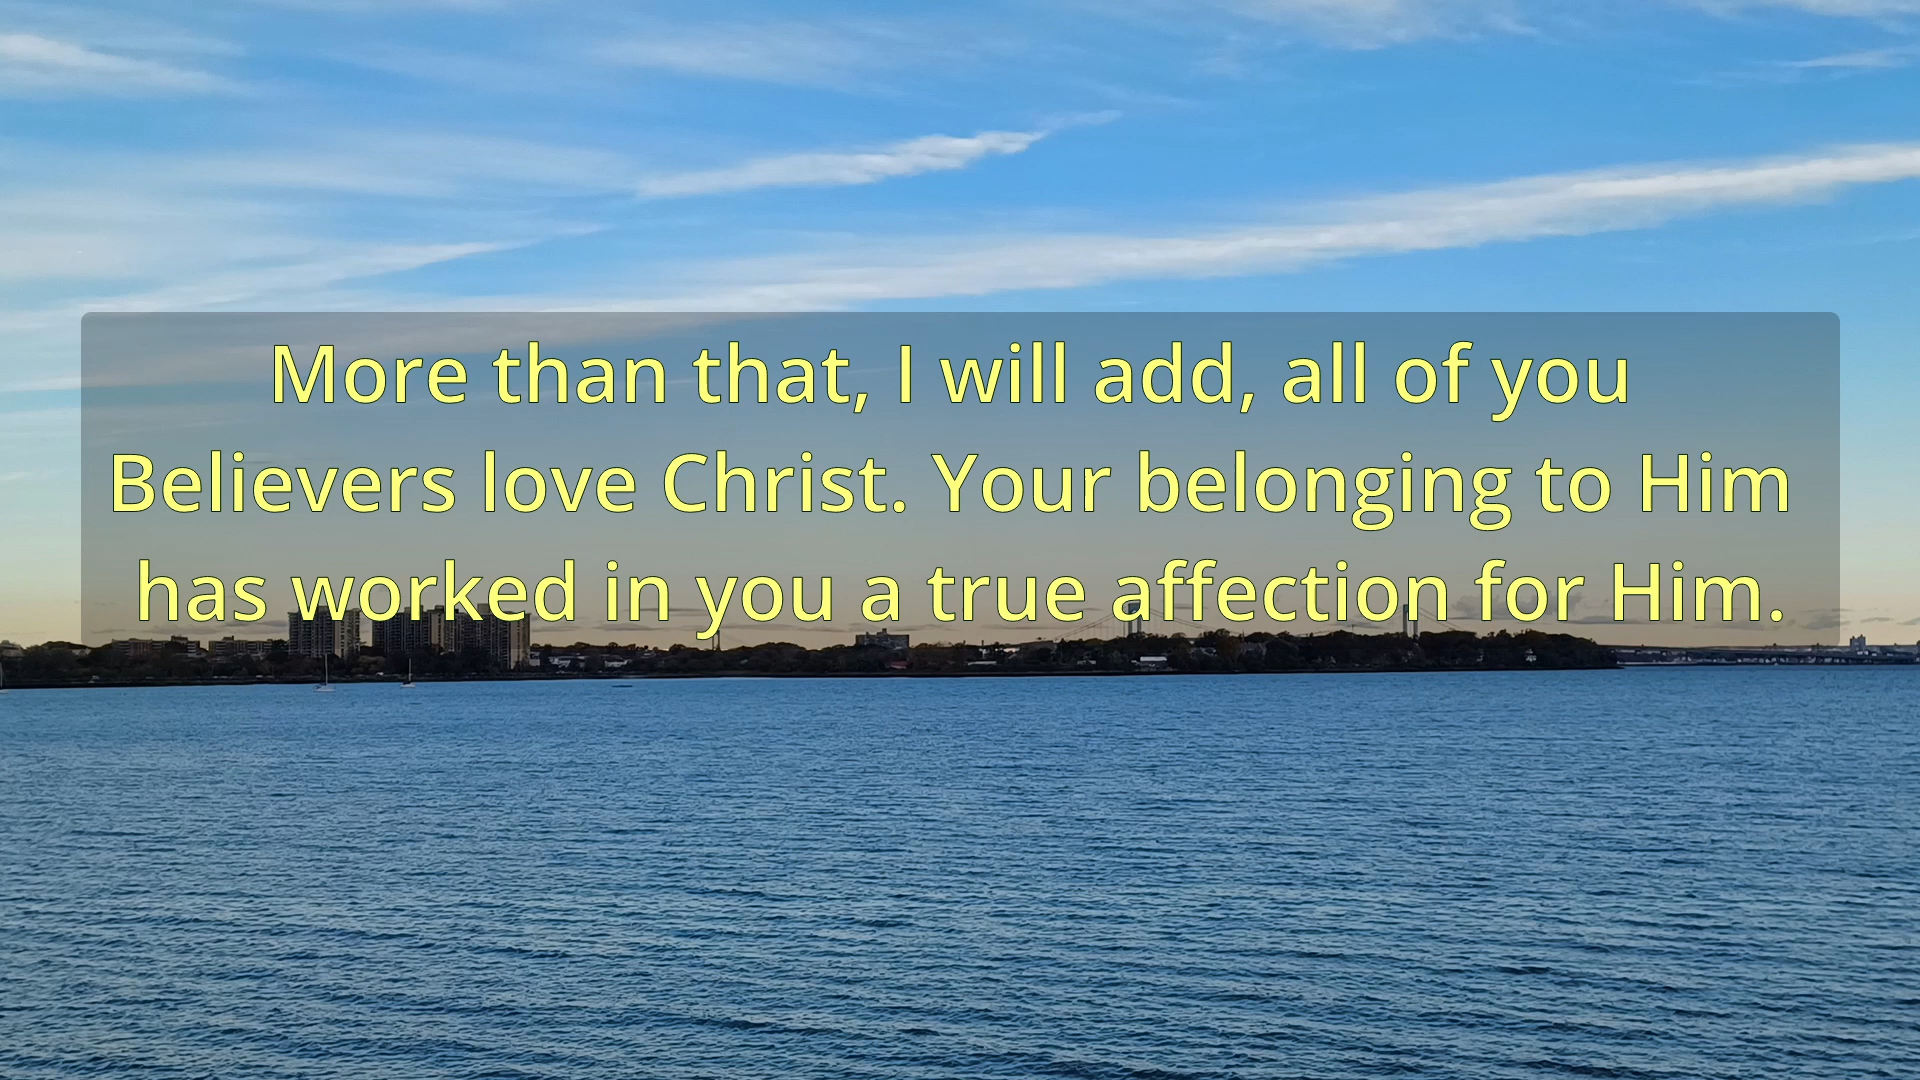 More than that, I will add, all of you
Believers love Christ. Your belonging to Him
has worked in you a true affection for Him.